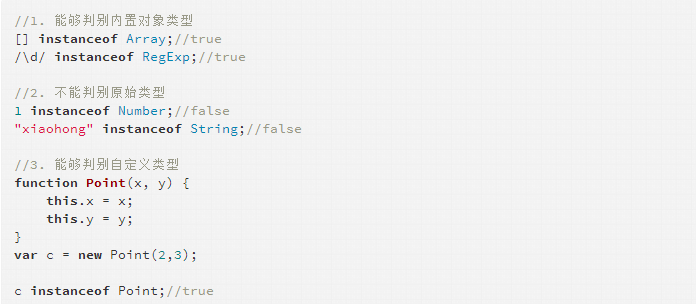 //1. 能够判别内置对象类型
[] instanceof Array;//true
/\d/ instanceof RegExp;//true
//2. 不能判别原始类型
1 instanceof Number;//false
"xiaohong" instanceof String;//false
//3. 能够判别自定义类型
function Point(x, y) {
    this.x = x;
    this.y = y;
}
var c = new Point(2,3);
c instanceof Point;//true